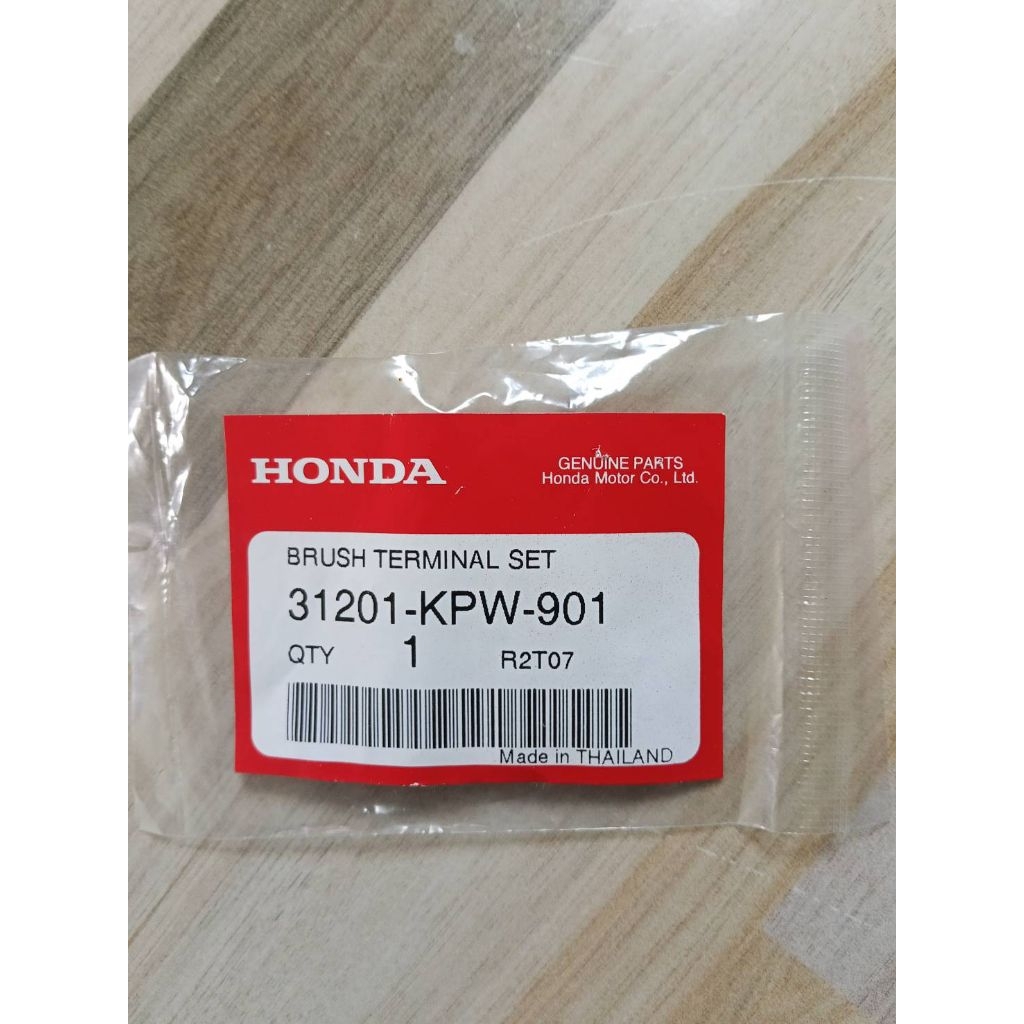 HONDA
GENUINE PARTS
Honda Motor Co., Ltd.
BRUSH TERMINAL SET
31201-KPW-901
QTY 1 R2T07
Made in THAILAND